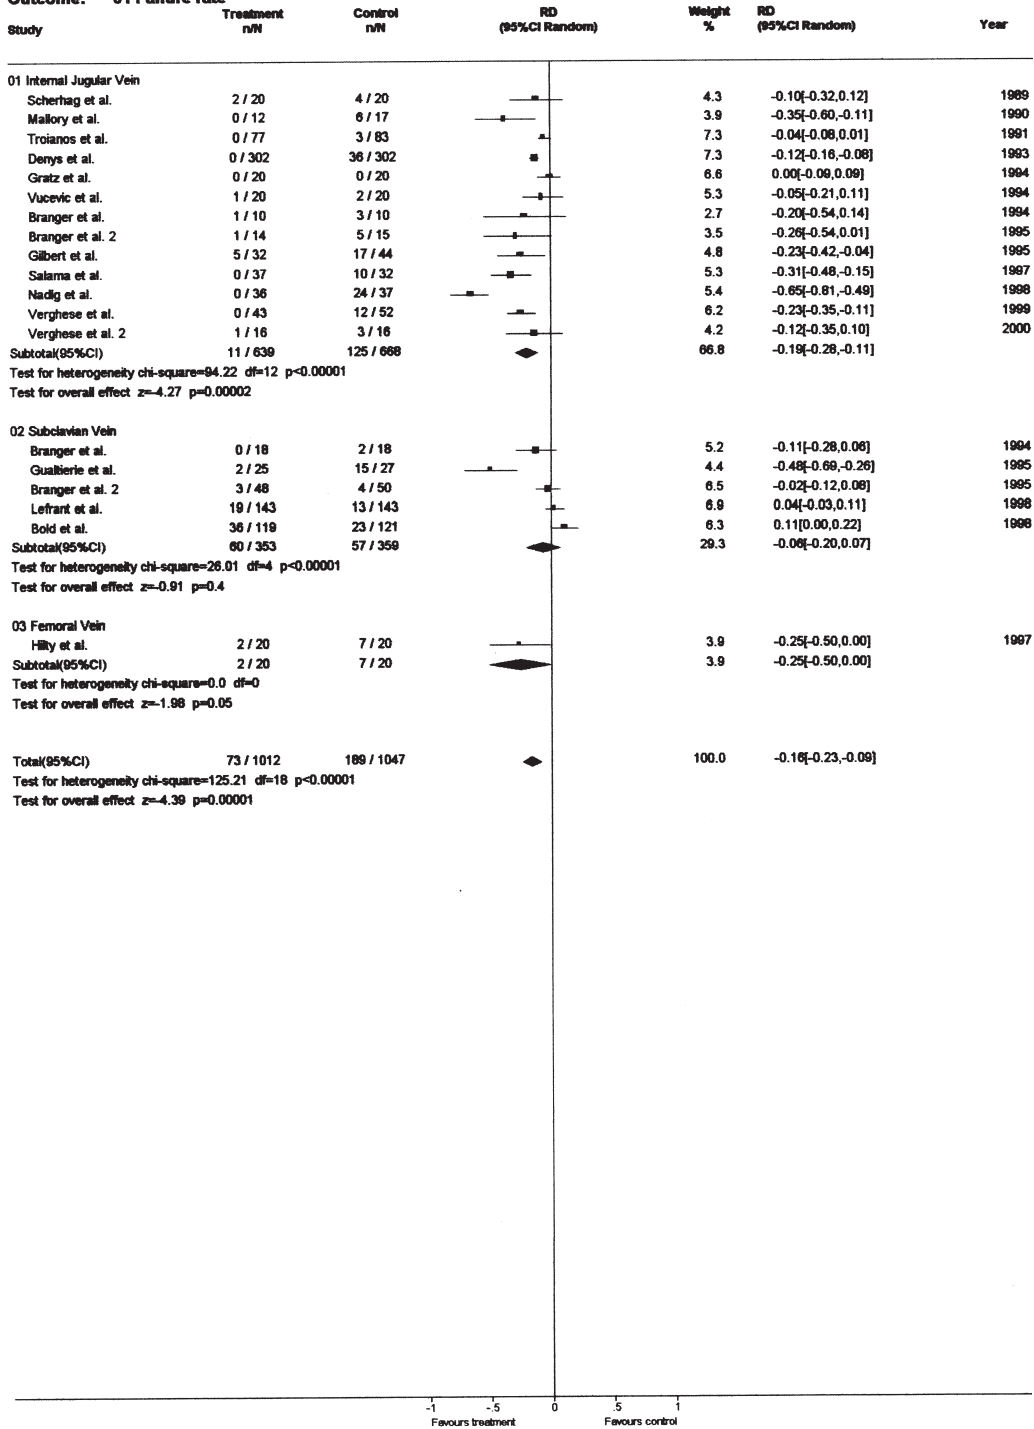 Outcome: 01 Failure rate
Study Treatment n/N Control n/N RD (95%CI Random) Weight % RD (95%CI Random) Year
01 Internal Jugular Vein
Scherhag et al. 2 / 20 4 / 20 4.3 -0.10[-0.32,0.12] 1989
Mallory et al. 0 / 12 6 / 17 3.9 -0.35[-0.60,-0.11] 1990
Troianos et al. 0 / 77 3 / 83 7.3 -0.04[-0.08,0.01] 1991
Denys et al. 0 / 302 36 / 302 7.3 -0.12[-0.16,-0.08] 1993
Gratz et al. 0 / 20 0 / 20 6.6 0.00[-0.09,0.09] 1994
Vucevic et al. 1 / 20 2 / 20 5.3 -0.05[-0.21,0.11] 1994
Branger et al. 1 / 10 3 / 10 2.7 -0.20[-0.54,0.14] 1994
Branger et al. 2 1 / 14 5 / 15 3.5 -0.26[-0.54,0.01] 1995
Gilbert et al. 5 / 32 17 / 44 4.8 -0.23[-0.42,-0.04] 1995
Salama et al. 0 / 37 10 / 32 5.3 -0.31[-0.48,-0.15] 1997
Nadig et al. 0 / 36 24 / 37 5.4 -0.65[-0.81,-0.49] 1998
Verghese et al. 0 / 43 12 / 52 6.2 -0.23[-0.35,-0.11] 1999
Verghese et al. 2 1 / 16 3 / 16 4.2 -0.12[-0.35,0.10] 2000
Subtotal(95%CI) 11 / 639 125 / 668 66.8 -0.19[-0.28,-0.11]
Test for heterogeneity chi-square=94.22 df=12 p<0.00001
Test for overall effect z=-4.27 p=0.00002
02 Subclavian Vein
Branger et al. 0 / 18 2 / 18 5.2 -0.11[-0.28,0.06] 1994
Gualtierie et al. 2 / 25 15 / 27 4.4 -0.48[-0.69,-0.26] 1995
Branger et al. 2 3 / 48 4 / 50 6.5 -0.02[-0.12,0.08] 1995
Lefrant et al. 19 / 143 13 / 143 6.9 0.04[-0.03,0.11] 1998
Bold et al. 36 / 119 23 / 121 6.3 0.11[0.00,0.22] 1998
Subtotal(95%CI) 60 / 353 57 / 359 29.3 -0.06[-0.20,0.07]
Test for heterogeneity chi-square=26.01 df=4 p<0.00001
Test for overall effect z=-0.91 p=0.4
03 Femoral Vein
Hilty et al. 2 / 20 7 / 20 3.9 -0.25[-0.50,0.00] 1997
Subtotal(95%CI) 2 / 20 7 / 20 3.9 -0.25[-0.50,0.00]
Test for heterogeneity chi-square=0.0 df=0
Test for overall effect z=-1.98 p=0.05
Total(95%CI) 73 / 1012 189 / 1047 100.0 -0.16[-0.23,-0.09]
Test for heterogeneity chi-square=125.21 df=18 p<0.00001
Test for overall effect z=-4.39 p=0.00001
-1 -.5 0 .5 1
Favours treatment Favours control